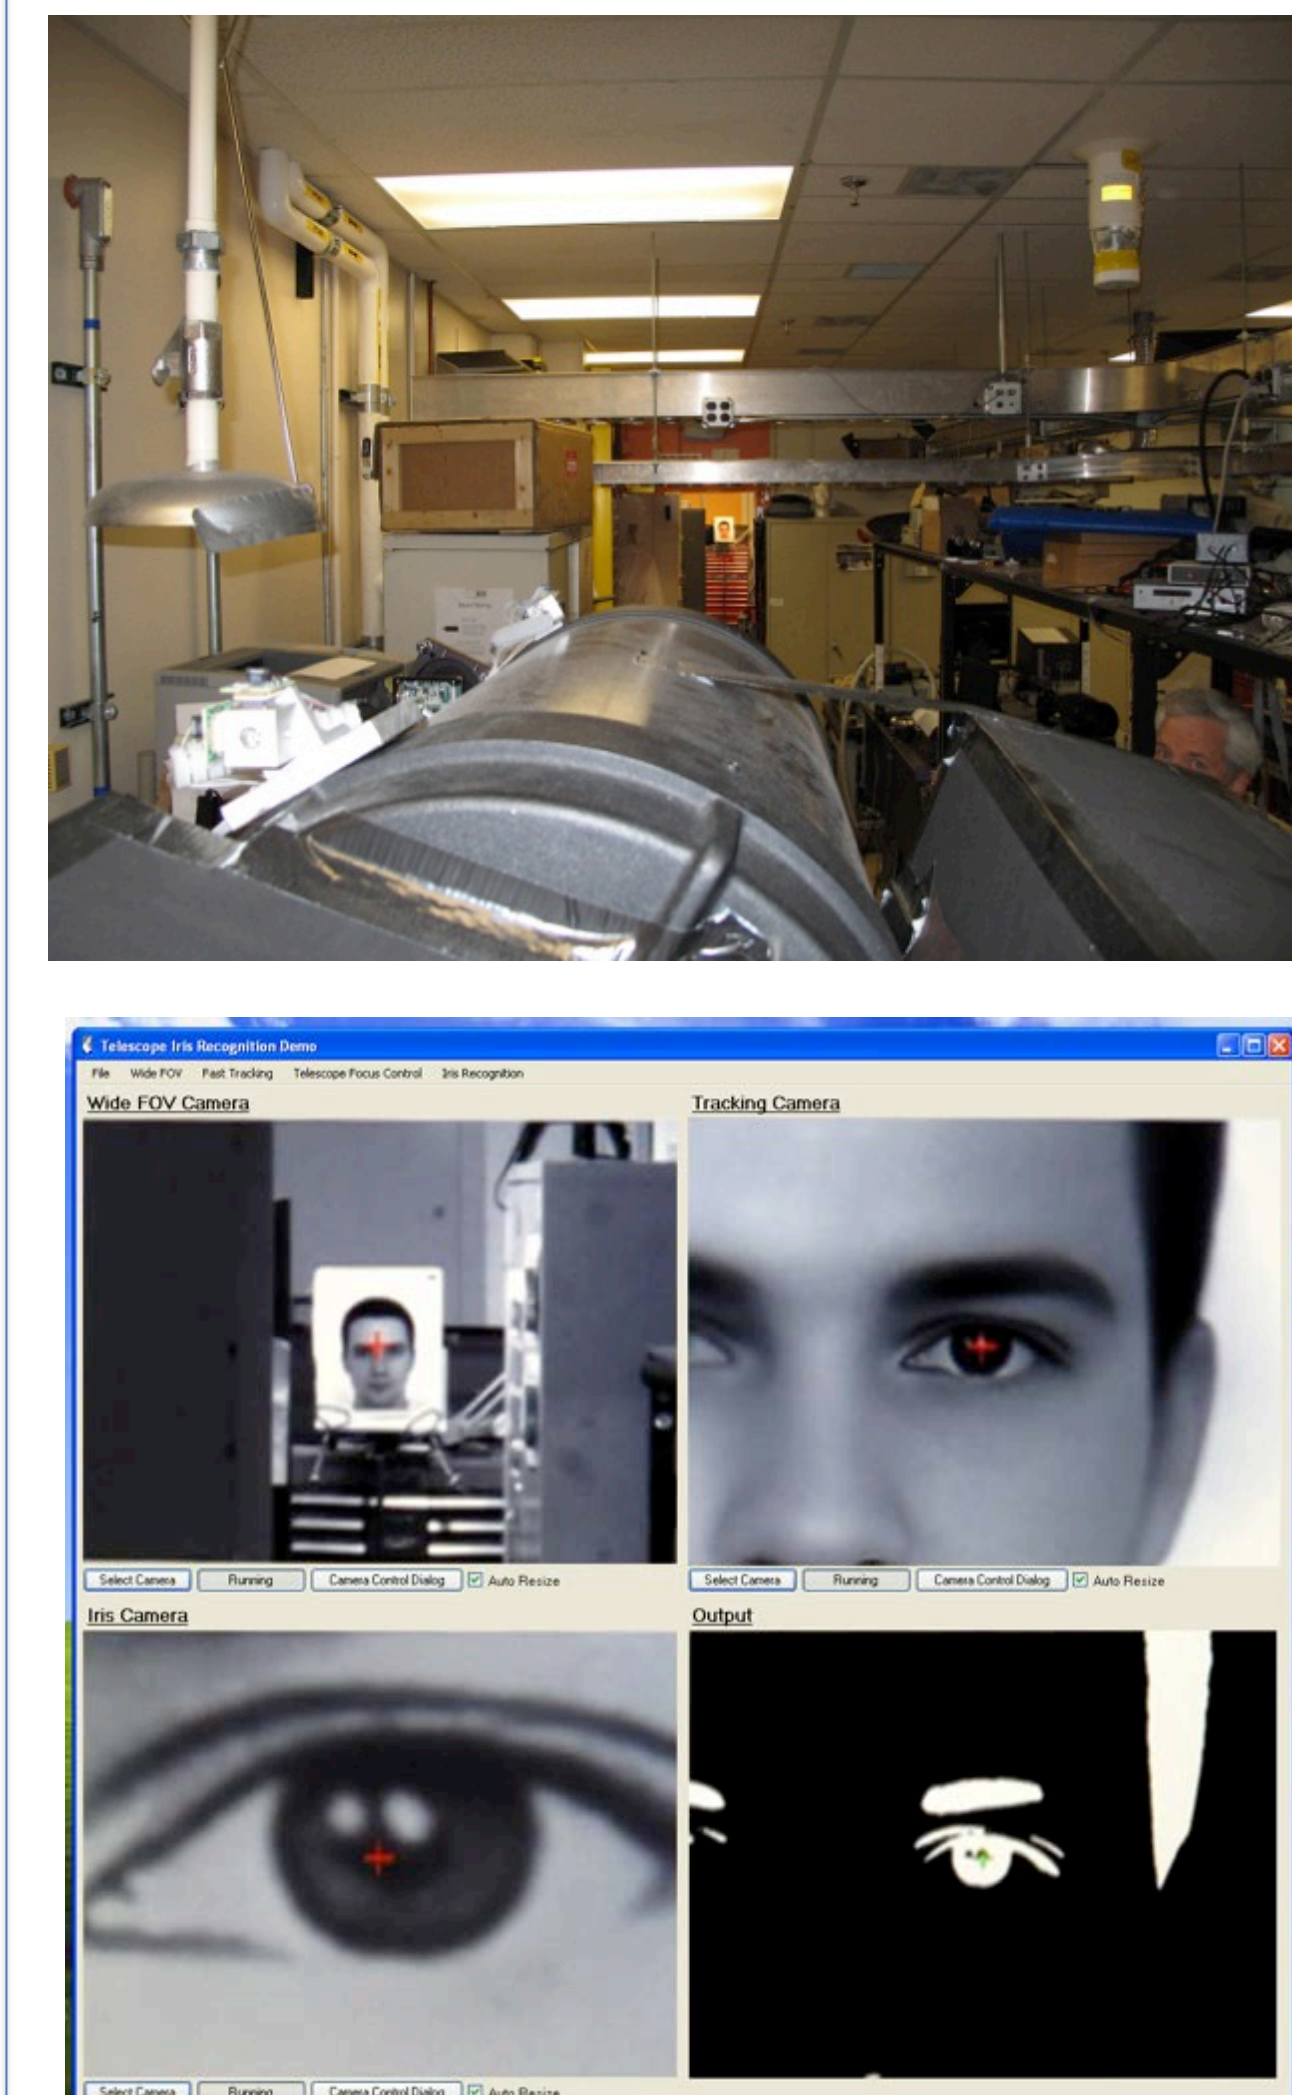 Telescope Iris Recognition Demo
File Wide FOV Fast Tracking Telescope Focus Control Iris Recognition
Wide FOV Camera
Tracking Camera
Select Camera Running Camera Control Dialog Auto Resize
Select Camera Running Camera Control Dialog Auto Resize
Iris Camera
Output
Select Camera Running Camera Control Dialog Auto Resize